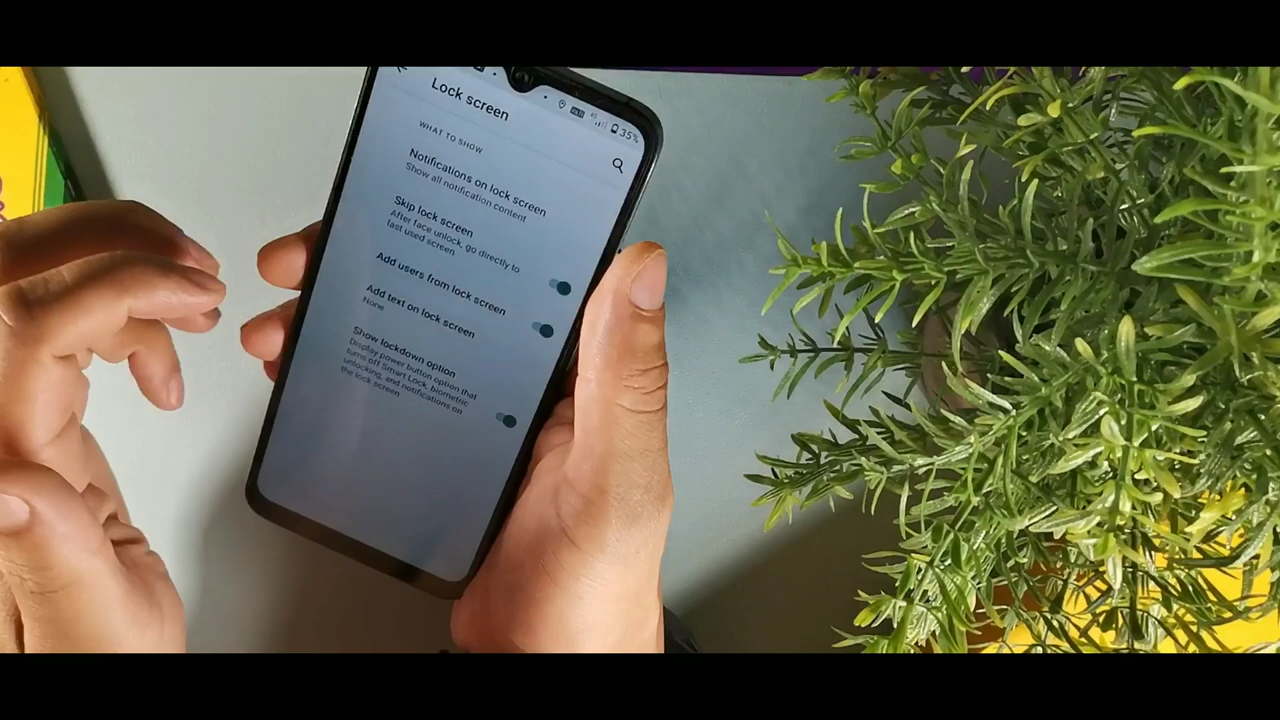 35%
Lock screen
WHAT TO SHOW
Notifications on lock screen
Show all notification content
Skip lock screen
After face unlock, go directly to
last used screen
Add users from lock screen
Add text on lock screen
None
Show lockdown option
Display power button option that
turns off Smart Lock, biometric
unlocking, and notifications on
the lock screen